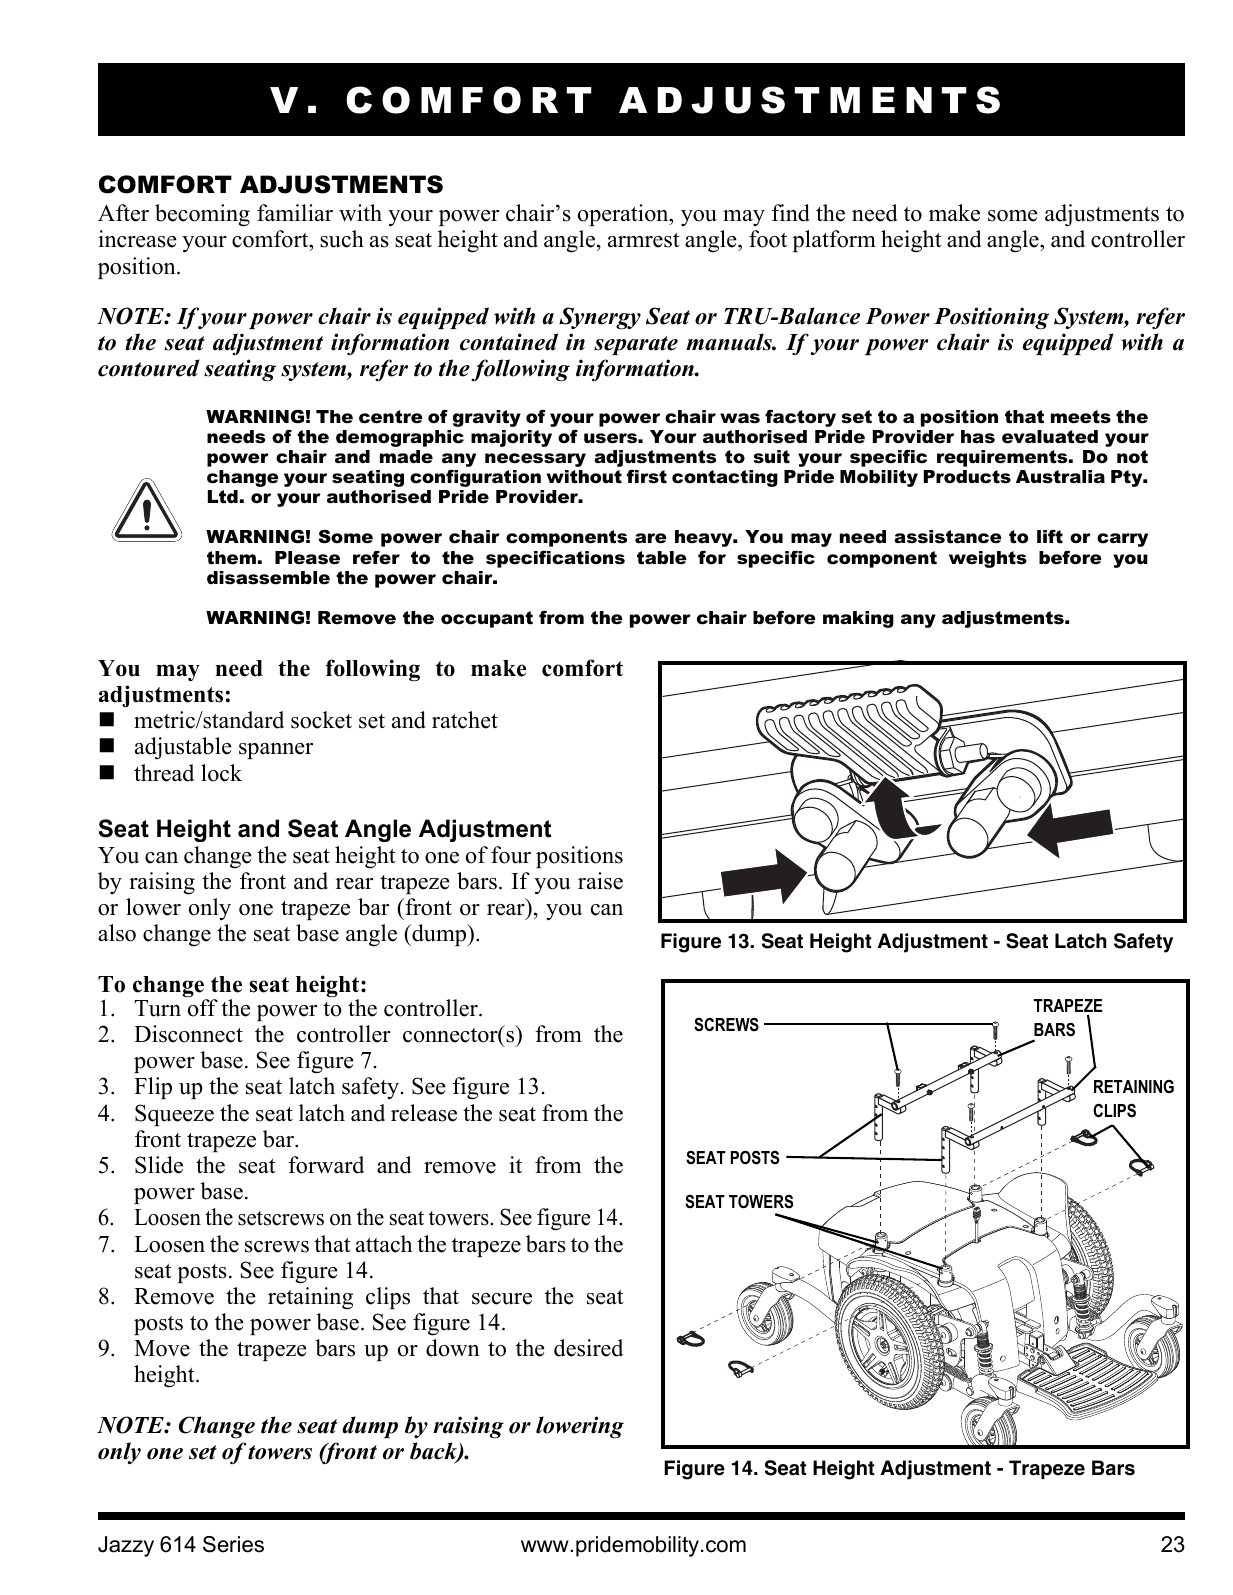 V. COMFORT ADJUSTMENTS
COMFORT ADJUSTMENTS
After becoming familiar with your power chair’s operation, you may find the need to make some adjustments to
increase your comfort, such as seat height and angle, armrest angle, foot platform height and angle, and controller
position.
NOTE: If your power chair is equipped with a Synergy Seat or TRU-Balance Power Positioning System, refer
to the seat adjustment information contained in separate manuals. If your power chair is equipped with a
contoured seating system, refer to the following information.
WARNING! The centre of gravity of your power chair was factory set to a position that meets the
needs of the demographic majority of users. Your authorised Pride Provider has evaluated your
power chair and made any necessary adjustments to suit your specific requirements. Do not
change your seating configuration without first contacting Pride Mobility Products Australia Pty.
Ltd. or your authorised Pride Provider.
WARNING! Some power chair components are heavy. You may need assistance to lift or carry
them. Please refer to the specifications table for specific component weights before you
disassemble the power chair.
WARNING! Remove the occupant from the power chair before making any adjustments.
You may need the following to make comfort
adjustments:
■ metric/standard socket set and ratchet
■ adjustable spanner
■ thread lock
Seat Height and Seat Angle Adjustment
You can change the seat height to one of four positions
by raising the front and rear trapeze bars. If you raise
or lower only one trapeze bar (front or rear), you can
also change the seat base angle (dump).
To change the seat height:
1. Turn off the power to the controller.
2. Disconnect the controller connector(s) from the
power base. See figure 7.
3. Flip up the seat latch safety. See figure 13.
4. Squeeze the seat latch and release the seat from the
front trapeze bar.
5. Slide the seat forward and remove it from the
power base.
6. Loosen the setscrews on the seat towers. See figure 14.
7. Loosen the screws that attach the trapeze bars to the
seat posts. See figure 14.
8. Remove the retaining clips that secure the seat
posts to the power base. See figure 14.
9. Move the trapeze bars up or down to the desired
height.
NOTE: Change the seat dump by raising or lowering
only one set of towers (front or back).
Figure 13. Seat Height Adjustment - Seat Latch Safety
SCREWS
TRAPEZE
BARS
RETAINING
CLIPS
SEAT POSTS
SEAT TOWERS
Figure 14. Seat Height Adjustment - Trapeze Bars
Jazzy 614 Series
www.pridemobility.com
23